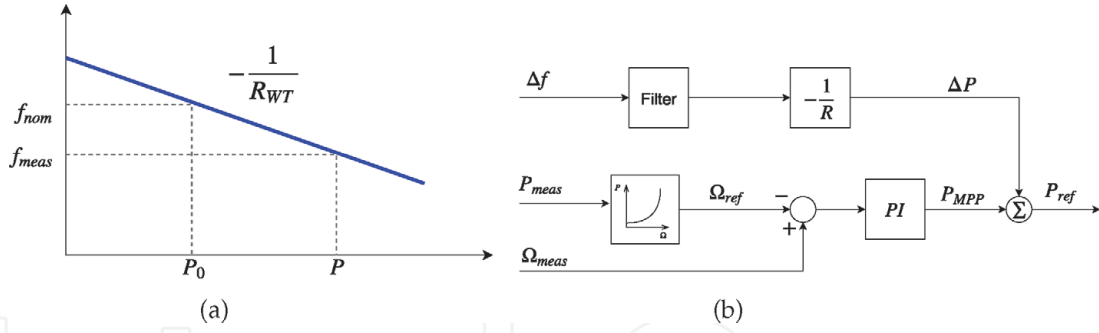 −1/R_WT
f_nom
f_meas
P_0
P
(a)
Δf
Filter
−1/R
ΔP
P_meas
P
Ω
Ω_ref
−
+
PI
P_MPP
Σ
P_ref
Ω_meas
(b)